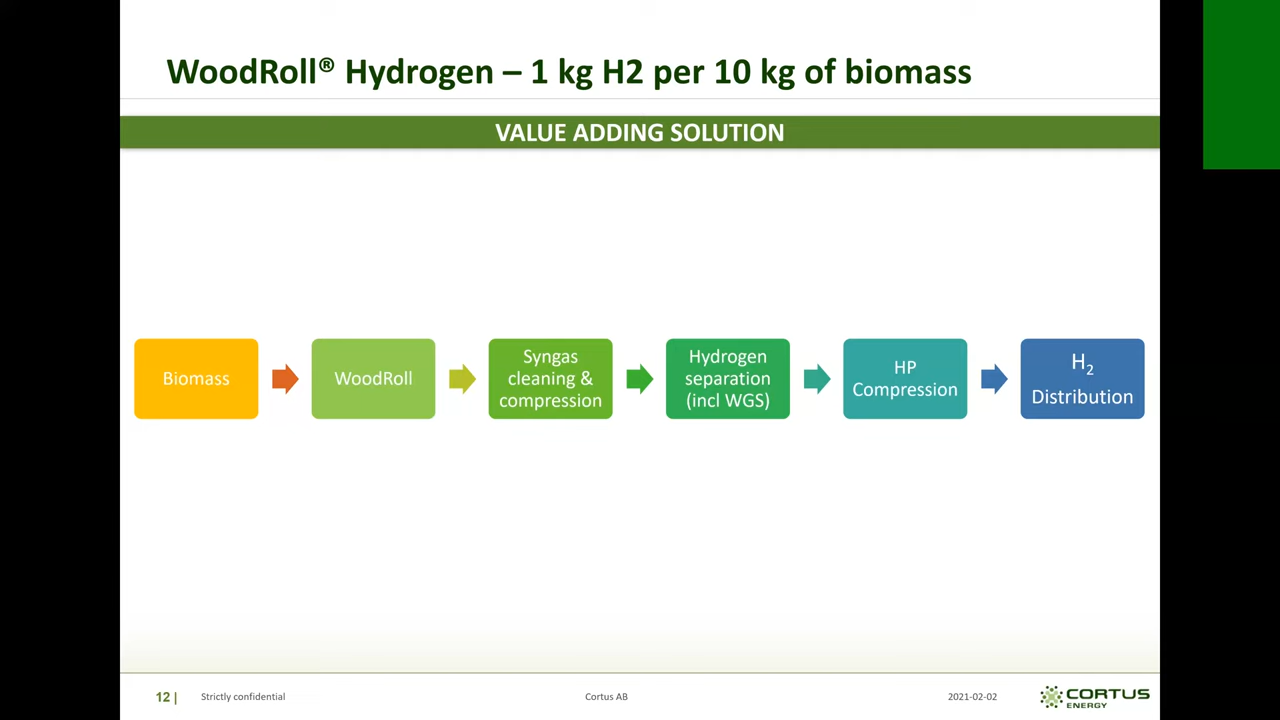 WoodRoll® Hydrogen – 1 kg H2 per 10 kg of biomass
VALUE ADDING SOLUTION
Biomass
WoodRoll
Syngas
cleaning &
compression
Hydrogen
separation
(incl WGS)
HP
Compression
H₂
Distribution
12 |
Strictly confidential
Cortus AB
2021-02-02
CORTUS
ENERGY